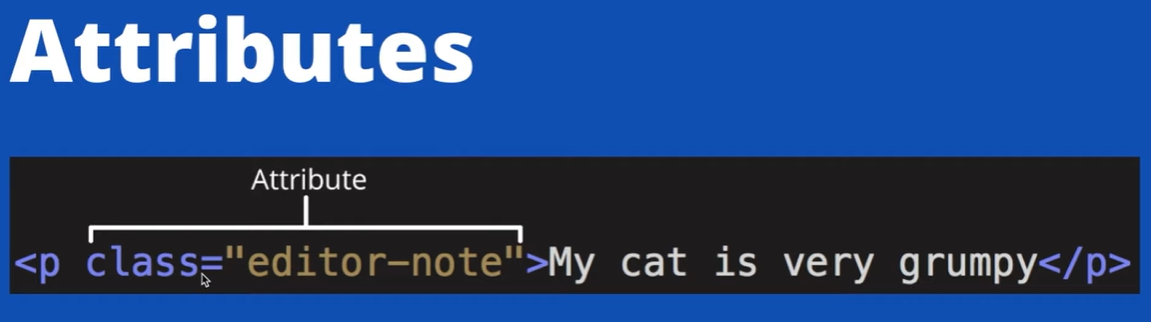 Attributes
Attribute
<p class="editor-note">My cat is very grumpy</p>